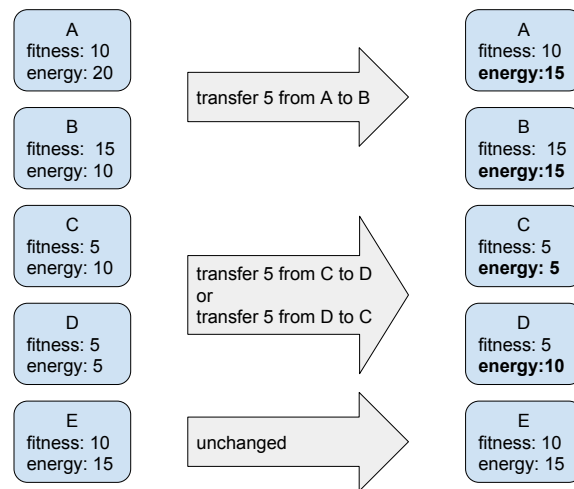 A
fitness: 10
energy: 20
transfer 5 from A to B
A
fitness: 10
energy:15
B
fitness:  15
energy: 10
B
fitness:  15
energy:15
C
fitness: 5
energy: 10
transfer 5 from C to D
or
transfer 5 from D to C
C
fitness: 5
energy: 5
D
fitness: 5
energy: 5
D
fitness: 5
energy:10
E
fitness: 10
energy: 15
unchanged
E
fitness: 10
energy: 15